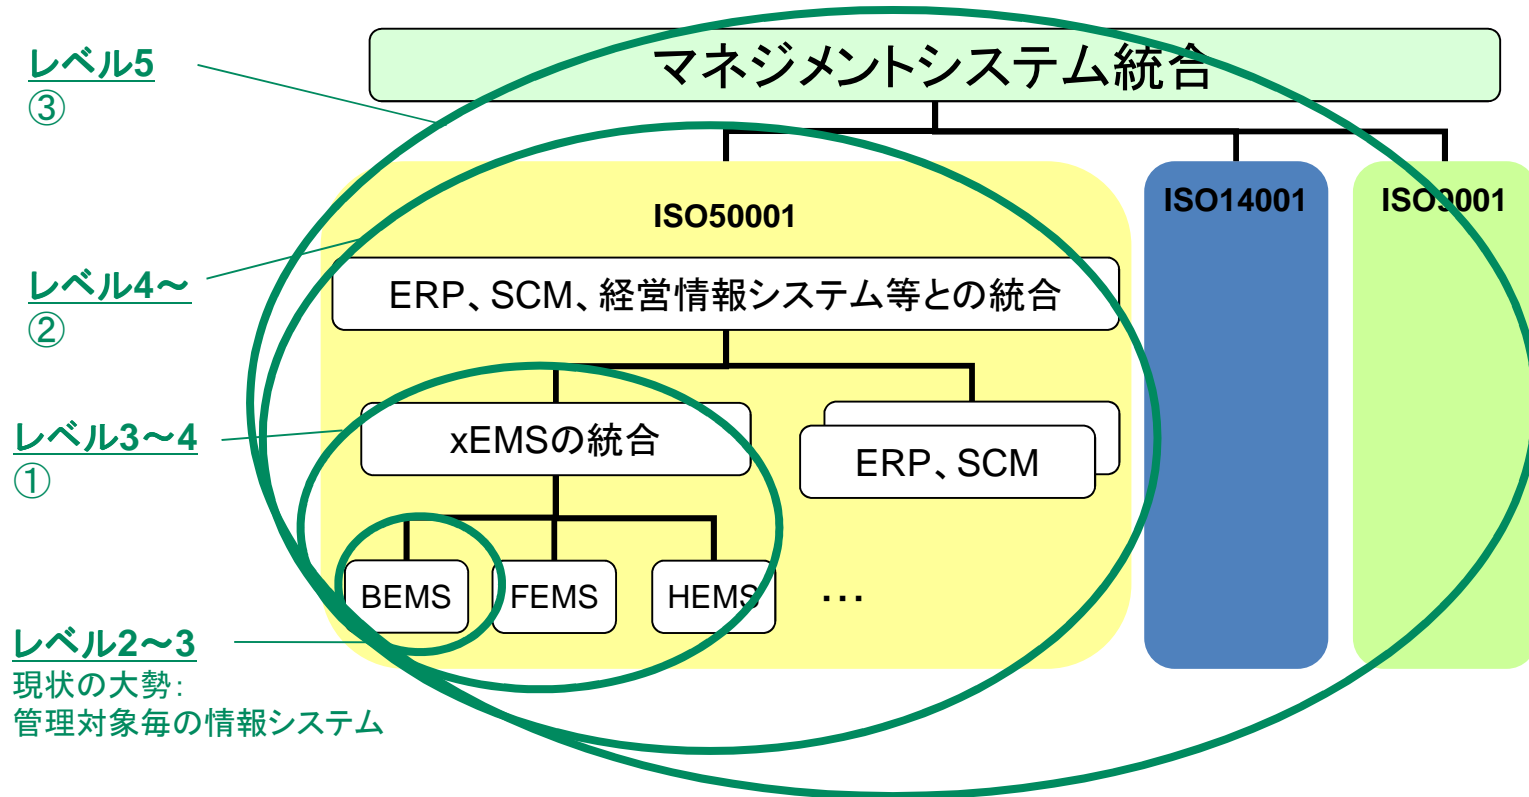 マネジメントシステム統合
レベル5
③
ISO50001
ISO14001
ISO9001
レベル4～
②
ERP、SCM、経営情報システム等との統合
レベル3～4
①
xEMSの統合
ERP、SCM
BEMS
FEMS
HEMS
…
レベル2～3
現状の大勢:
管理対象毎の情報システム